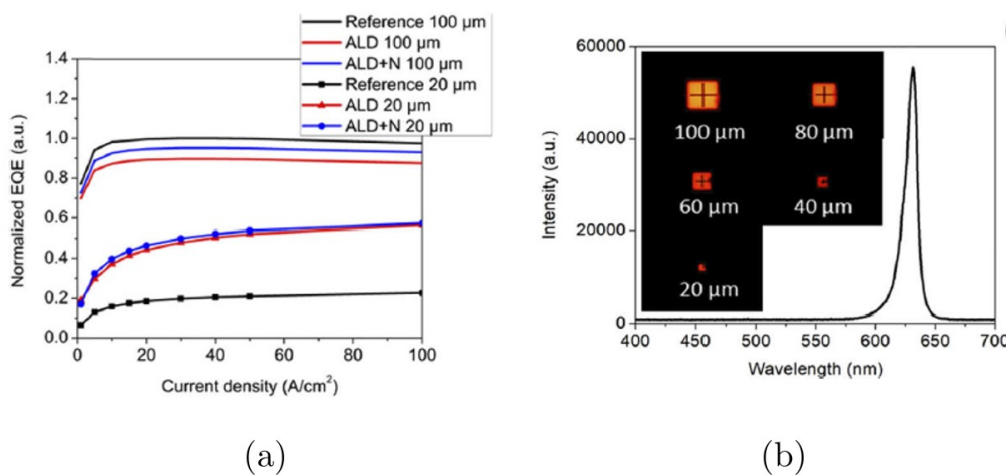 Reference 100 μm
ALD 100 μm
ALD+N 100 μm
Reference 20 μm
ALD 20 μm
ALD+N 20 μm
1.4
1.2
1.0
0.8
0.6
0.4
0.2
0.0
Normalized EQE (a.u.)
0 20 40 60 80 100
Current density (A/cm²)
(a)
60000
40000
20000
0
Intensity (a.u.)
100 μm 80 μm
60 μm 40 μm
20 μm
400 450 500 550 600 650 700
Wavelength (nm)
(b)